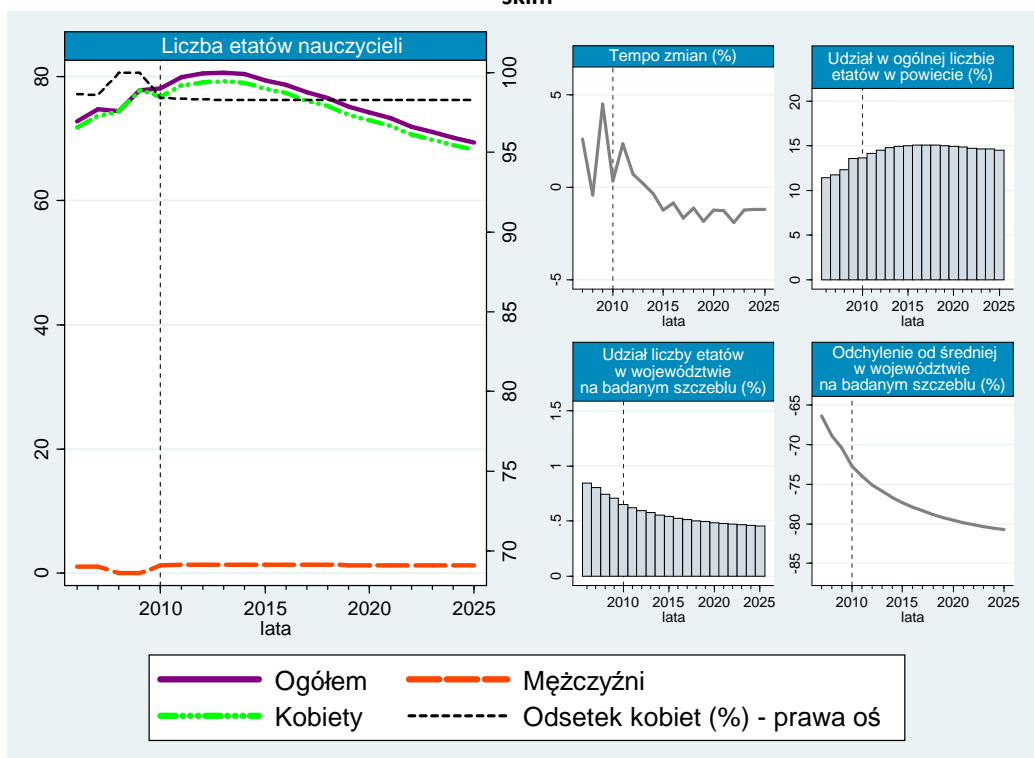 skim
Liczba etatów nauczycieli
80
60
40
20
0
100
95
90
85
80
75
70
2010
2015
2020
2025
lata
Tempo zmian (%)
5
0
-5
2010
2015
2020
2025
lata
Udział w ogólnej liczbie
etatów w powiecie (%)
20
15
10
5
0
2010
2015
2020
2025
lata
Udział liczby etatów
w województwie
na badanym szczeblu (%)
1.5
1
.5
0
2010
2015
2020
2025
lata
Odchylenie od średniej
w województwie
na badanym szczeblu (%)
-65
-70
-75
-80
-85
2010
2015
2020
2025
lata
Ogółem
Mężczyźni
Kobiety
Odsetek kobiet (%) - prawa oś